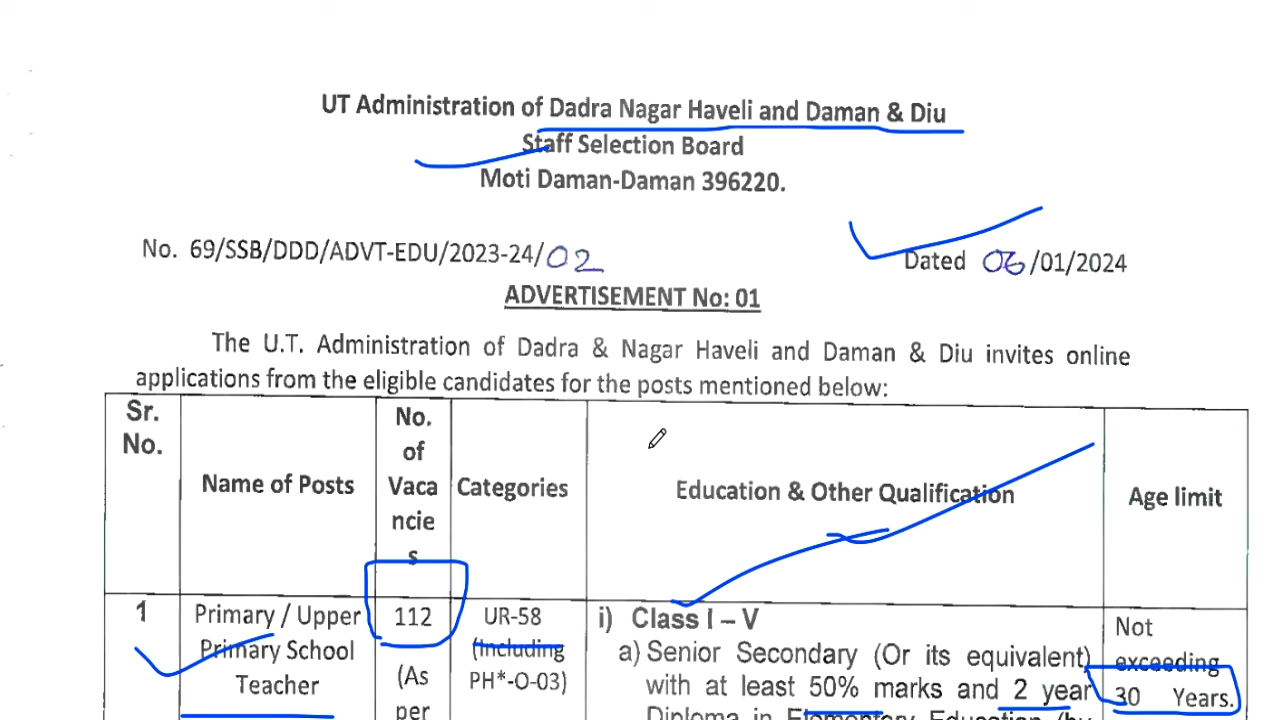 UT Administration of Dadra Nagar Haveli and Daman & Diu
Staff Selection Board
Moti Daman-Daman 396220.
No. 69/SSB/DDD/ADVT-EDU/2023-24/02
Dated 06/01/2024
ADVERTISEMENT No: 01
The U.T. Administration of Dadra & Nagar Haveli and Daman & Diu invites online
applications from the eligible candidates for the posts mentioned below:
Sr.
No.
Name of Posts
No.
of
Vaca
ncie
s
Categories
Education & Other Qualification
Age limit
1
Primary / Upper
Primary School
Teacher
112
(As
per
UR-58
(Including
PH*-O-03)
i) Class I – V
a) Senior Secondary (Or its equivalent)
with at least 50% marks and 2 year
Diploma in Elementary Education (by
Not
exceeding
30 Years.